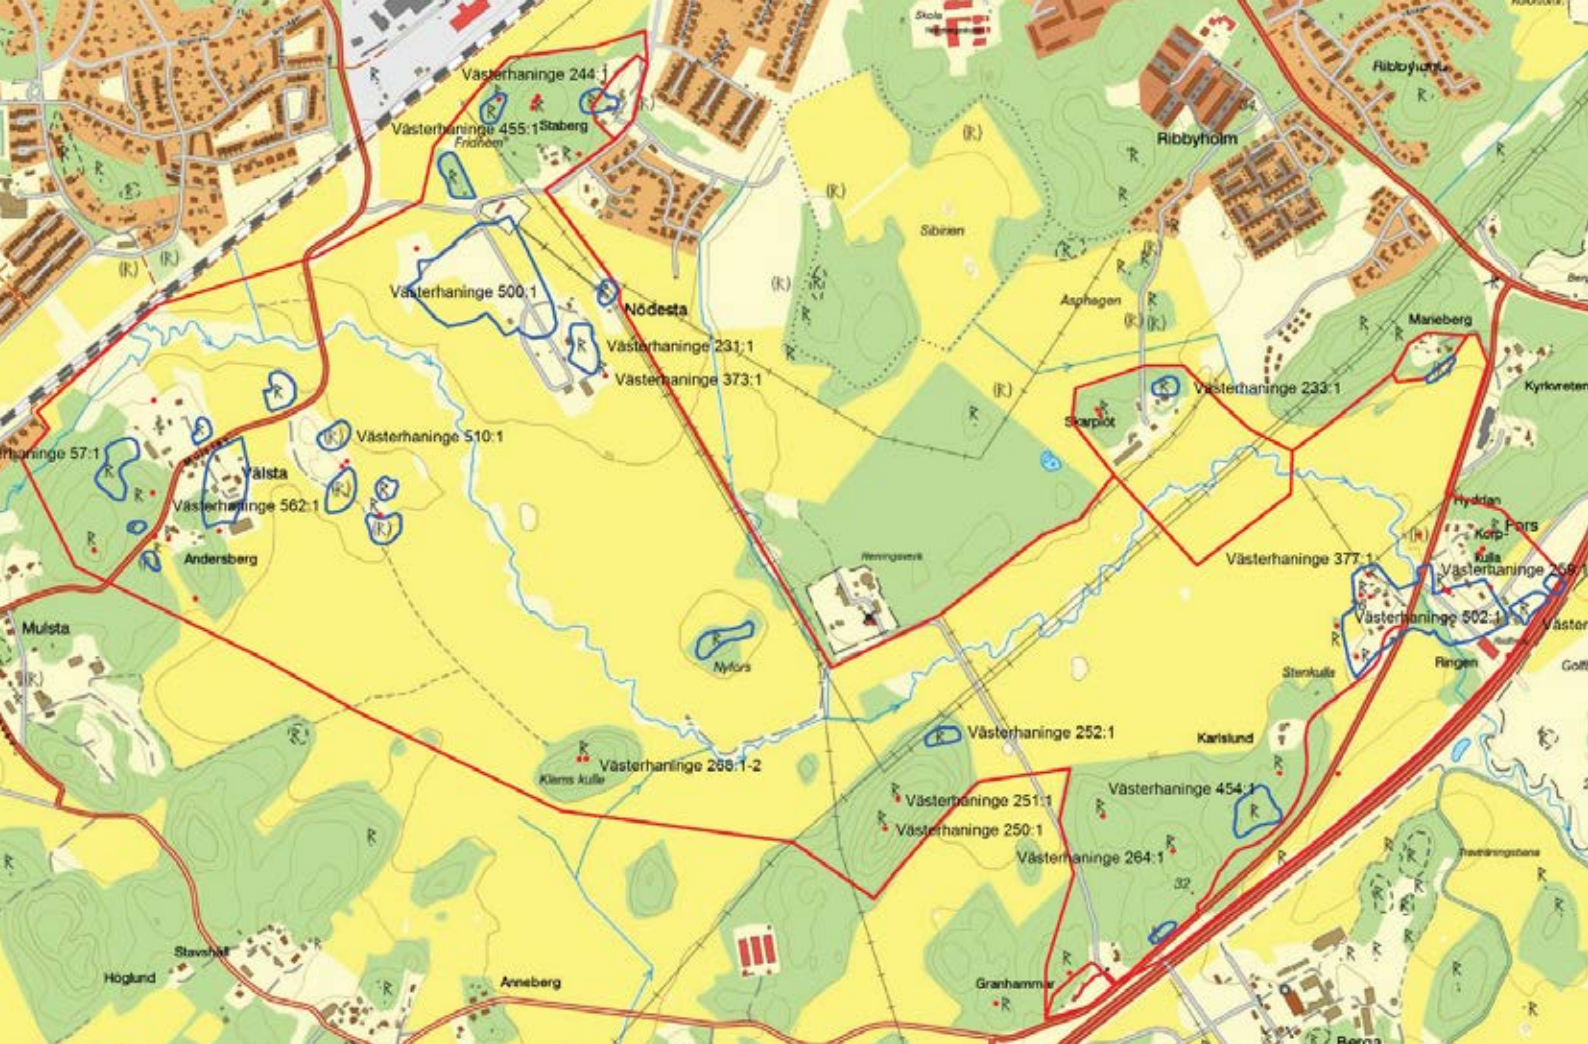 Skola
Västerhaninge 244:1
Västerhaninge 455:1
Staberg
Fridhem
Ribbyholm
(R)
(R)
Sibirien
(R) (R)
Västerhaninge 500:1
Nödesta
(R)
Asphagen
(R) (R)
Marieberg
Västerhaninge 231:1
Västerhaninge 373:1
(R)
Västerhaninge 233:1
Kyrkvreten
Skarplöt
Västerhaninge 510:1
rhaninge 57:1
Välsta
Västerhaninge 562:1
Hyddan
Fors
Korp-
kulla
Andersberg
Reningsverk
Västerhaninge 377:1
Västerhaninge 502:1
Väster
Mulsta
Nyfors
Ringen
Stenkulla
Karlslund
Västerhaninge 252:1
Västerhaninge 268:1-2
Klems kulle
Västerhaninge 251:1
Västerhaninge 454:1
Västerhaninge 250:1
Västerhaninge 264:1
32
Stavshäll
Höglund
Anneberg
Granhammar
Berga